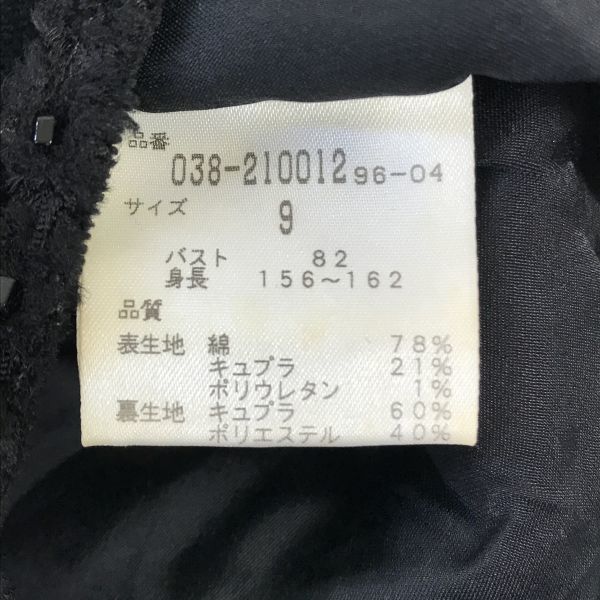 品番
038-210012 96-04
サイズ 9
バスト 82
身長 156~162
品質
表生地 綿 78%
キュプラ 21%
ポリウレタン 1%
裏生地 キュプラ 60%
ポリエステル 40%